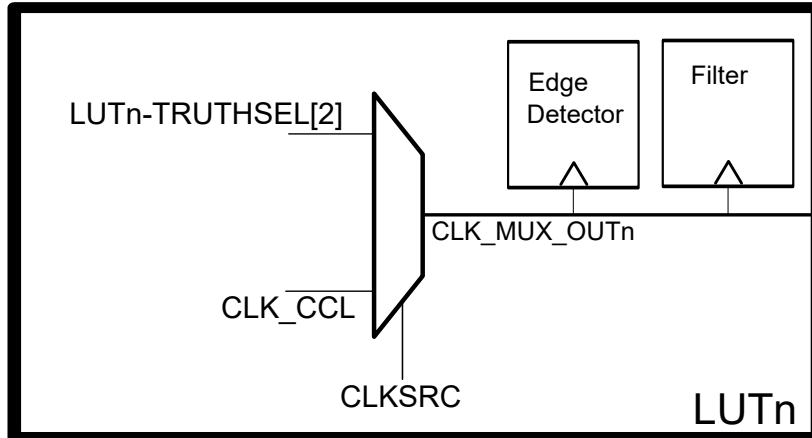 Edge
Detector
Filter
LUTn-TRUTHSEL[2]
CLK_MUX_OUTn
CLK_CCL
CLKSRC
LUTn